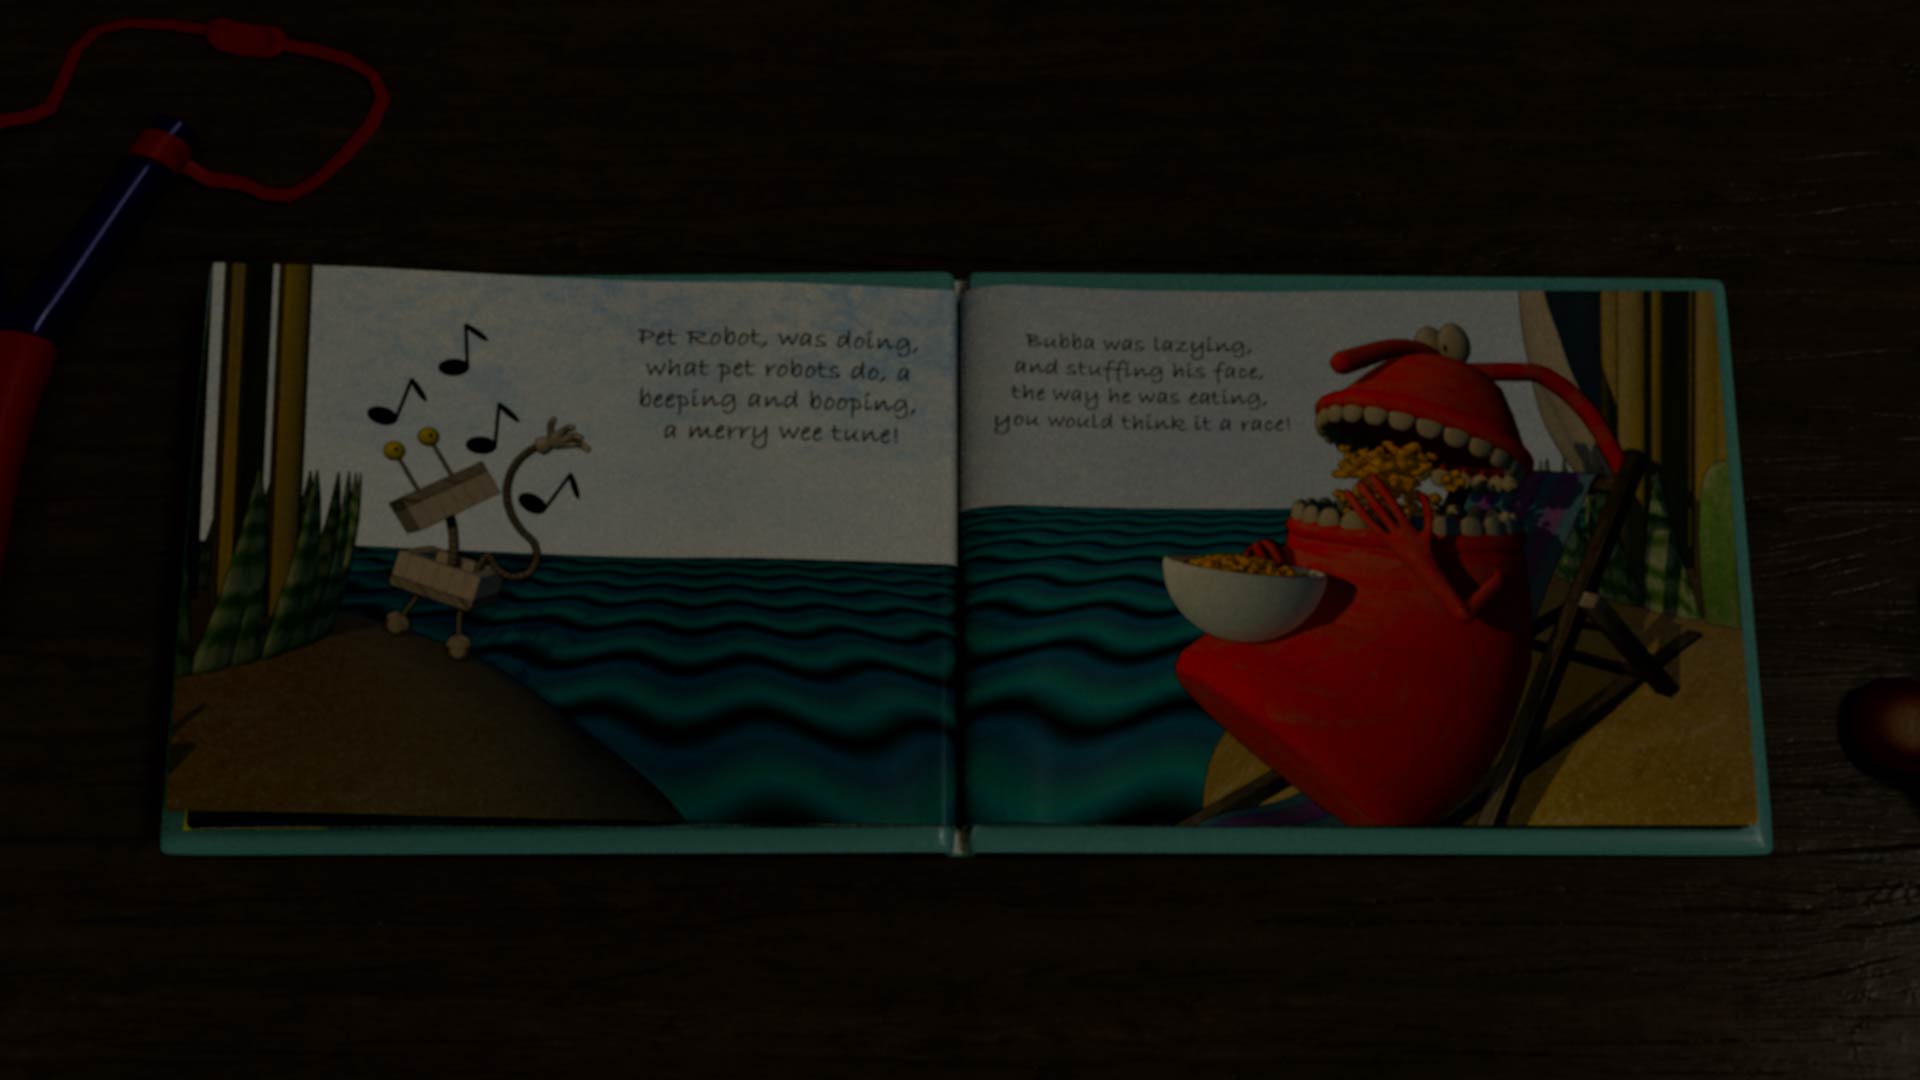 Pet Robot, was doing,
what pet robots do, a
beeping and booping,
a merry wee tune!
Bubba was lazying,
and stuffing his face,
the way he was eating,
you would think it a race!